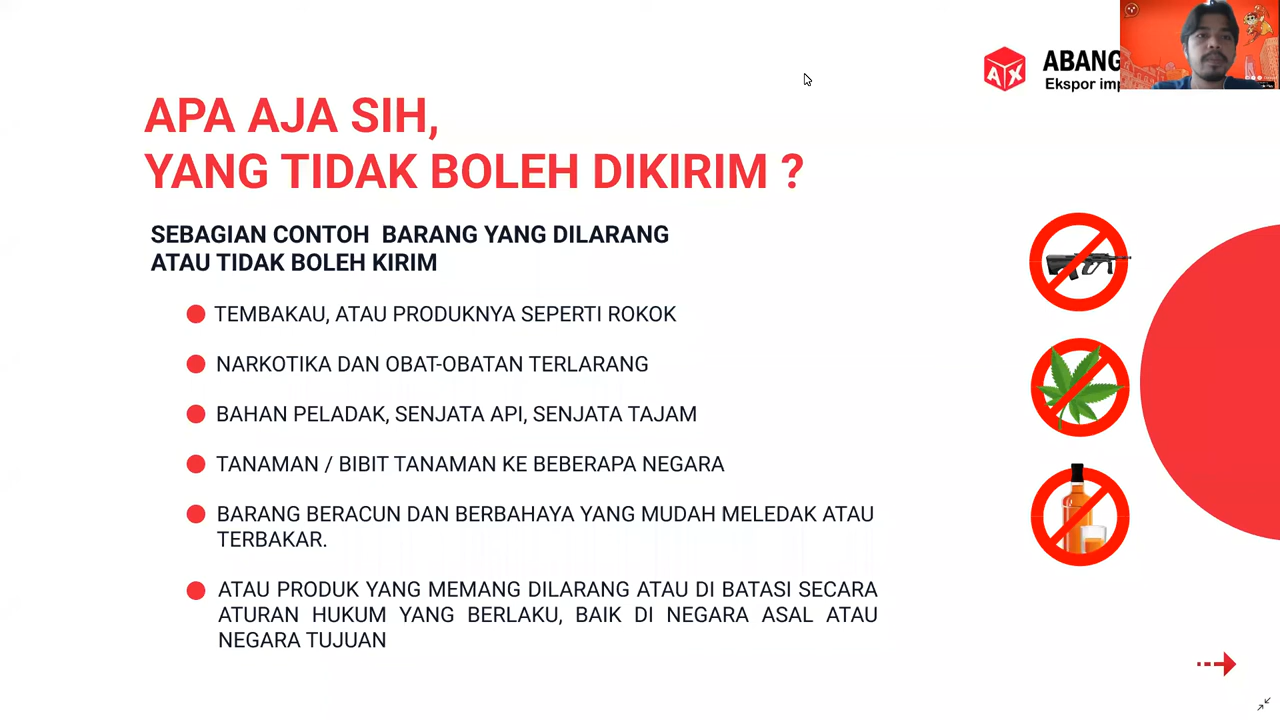 ABANG
Ekspor imp
APA AJA SIH,
YANG TIDAK BOLEH DIKIRIM ?
SEBAGIAN CONTOH BARANG YANG DILARANG
ATAU TIDAK BOLEH KIRIM
TEMBAKAU, ATAU PRODUKNYA SEPERTI ROKOK
NARKOTIKA DAN OBAT-OBATAN TERLARANG
BAHAN PELADAK, SENJATA API, SENJATA TAJAM
TANAMAN / BIBIT TANAMAN KE BEBERAPA NEGARA
BARANG BERACUN DAN BERBAHAYA YANG MUDAH MELEDAK ATAU
TERBAKAR.
ATAU PRODUK YANG MEMANG DILARANG ATAU DI BATASI SECARA
ATURAN HUKUM YANG BERLAKU, BAIK DI NEGARA ASAL ATAU
NEGARA TUJUAN